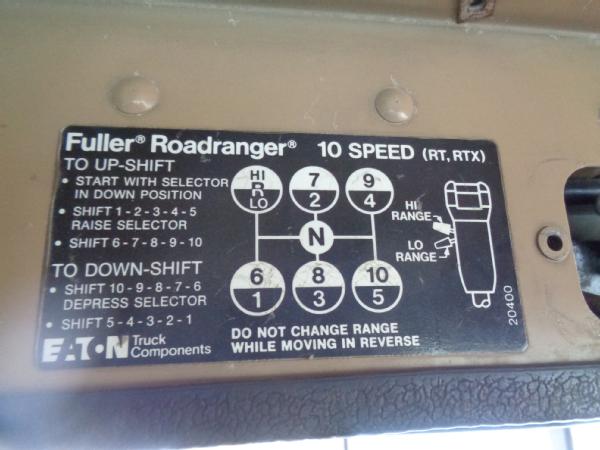 Fuller® Roadranger® 10 SPEED (RT, RTX)
TO UP-SHIFT
• START WITH SELECTOR
IN DOWN POSITION
• SHIFT 1-2-3-4-5
RAISE SELECTOR
• SHIFT 6-7-8-9-10
TO DOWN-SHIFT
• SHIFT 10-9-8-7-6
DEPRESS SELECTOR
• SHIFT 5-4-3-2-1
EATON Truck
Components
HI
R
LO
7
2
9
4
N
6
1
8
3
10
5
HI
RANGE
LO
RANGE
DO NOT CHANGE RANGE
WHILE MOVING IN REVERSE
20400